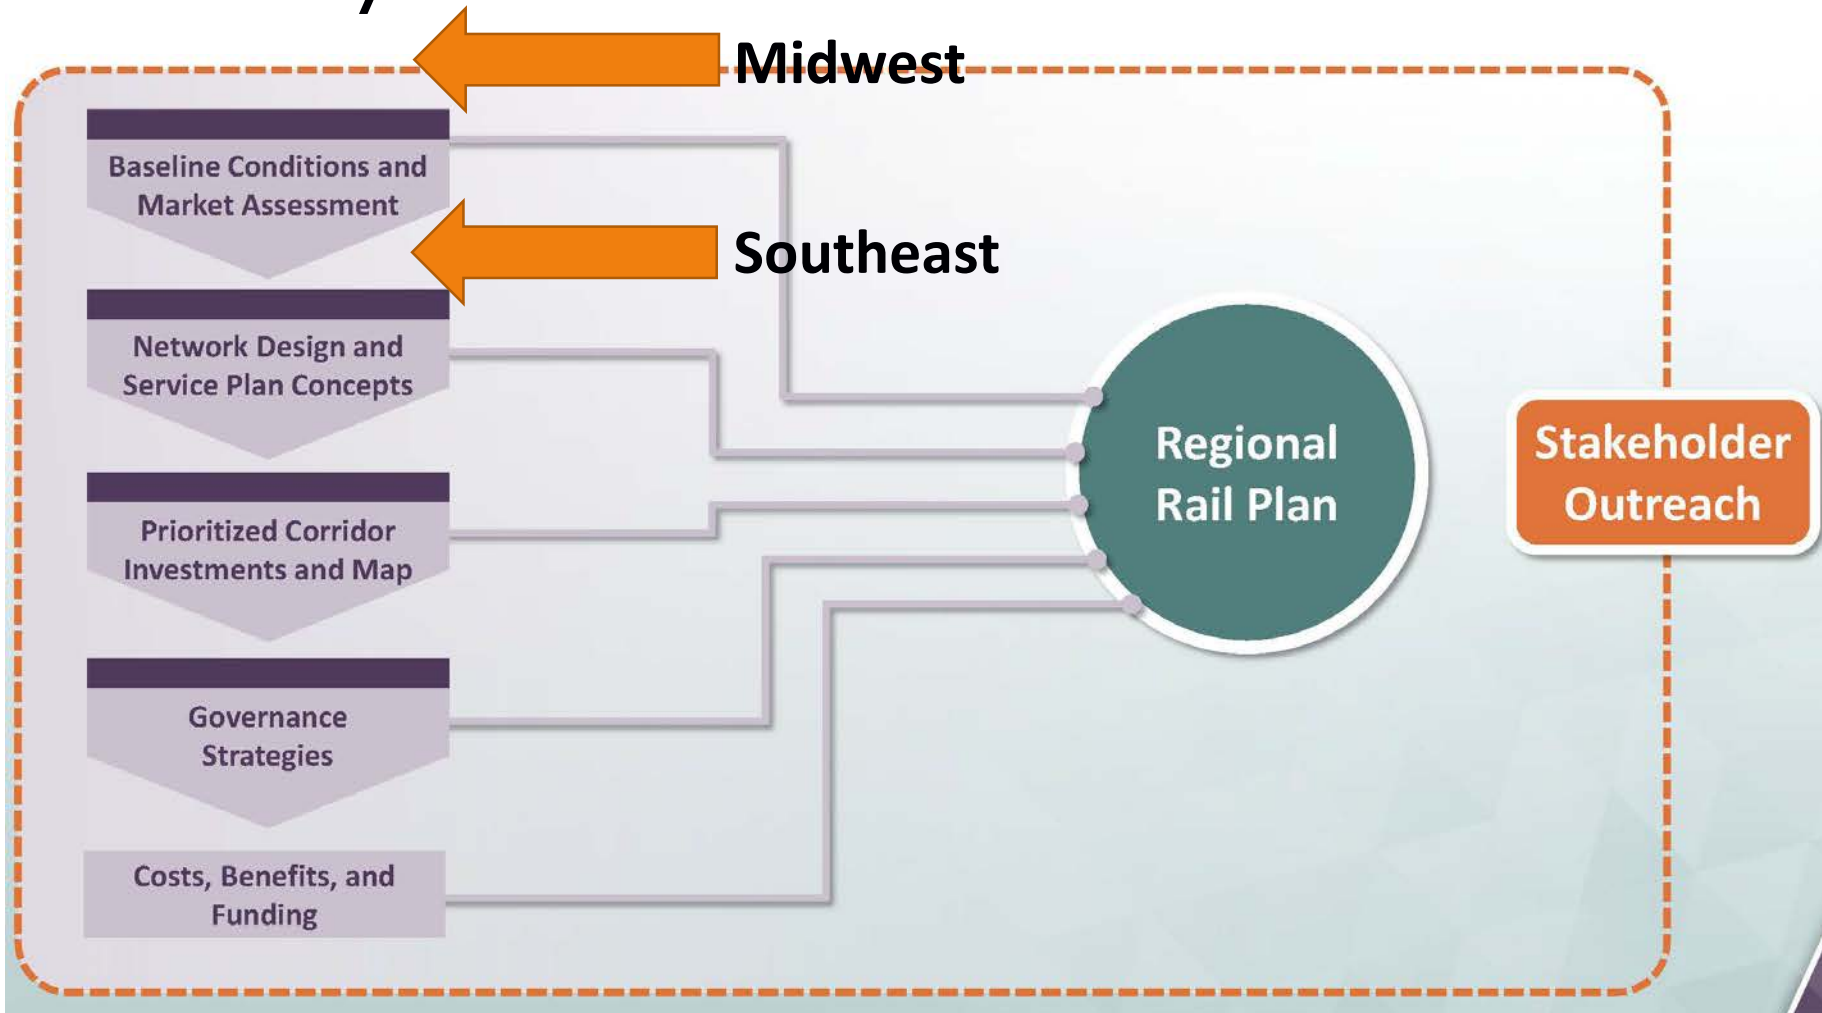 Midwest
Baseline Conditions and
Market Assessment
Southeast
Network Design and
Service Plan Concepts
Prioritized Corridor
Investments and Map
Governance
Strategies
Costs, Benefits, and
Funding
Regional
Rail Plan
Stakeholder
Outreach